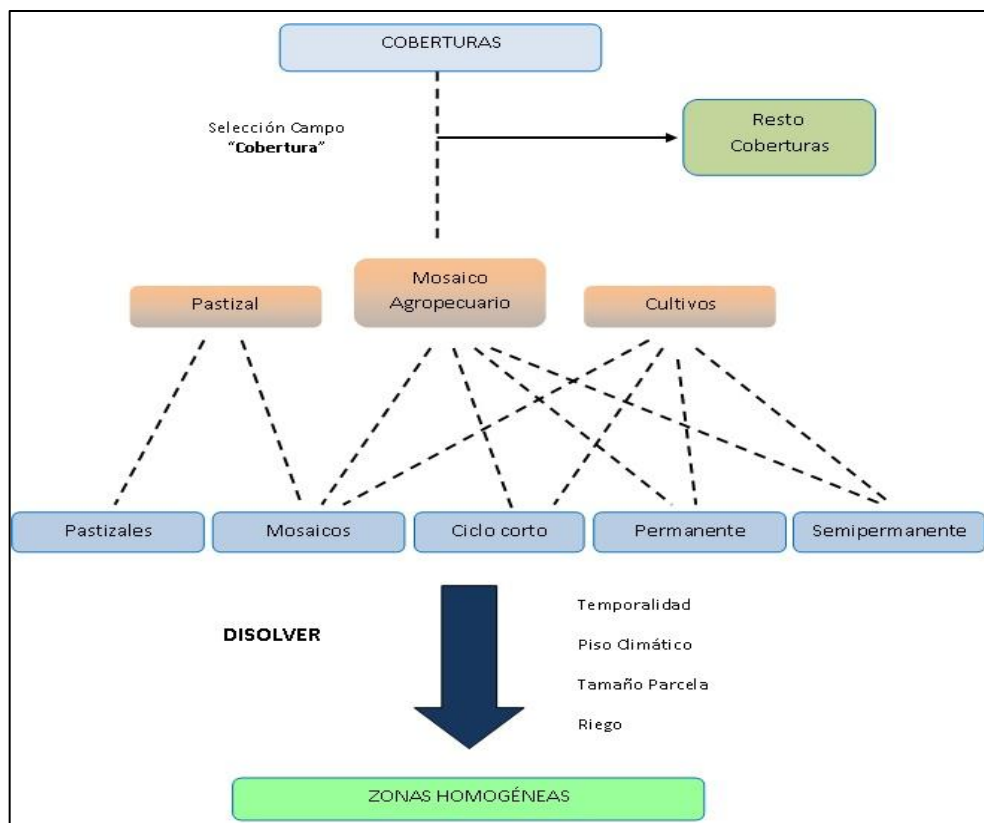 COBERTURAS
Selección Campo
"Cobertura"
Resto
Coberturas
Pastizal
Mosaico
Agropecuario
Cultivos
Pastizales
Mosaicos
Ciclo corto
Permanente
Semipermanente
DISOLVER
Temporalidad
Piso Climático
Tamaño Parcela
Riego
ZONAS HOMOGÉNEAS